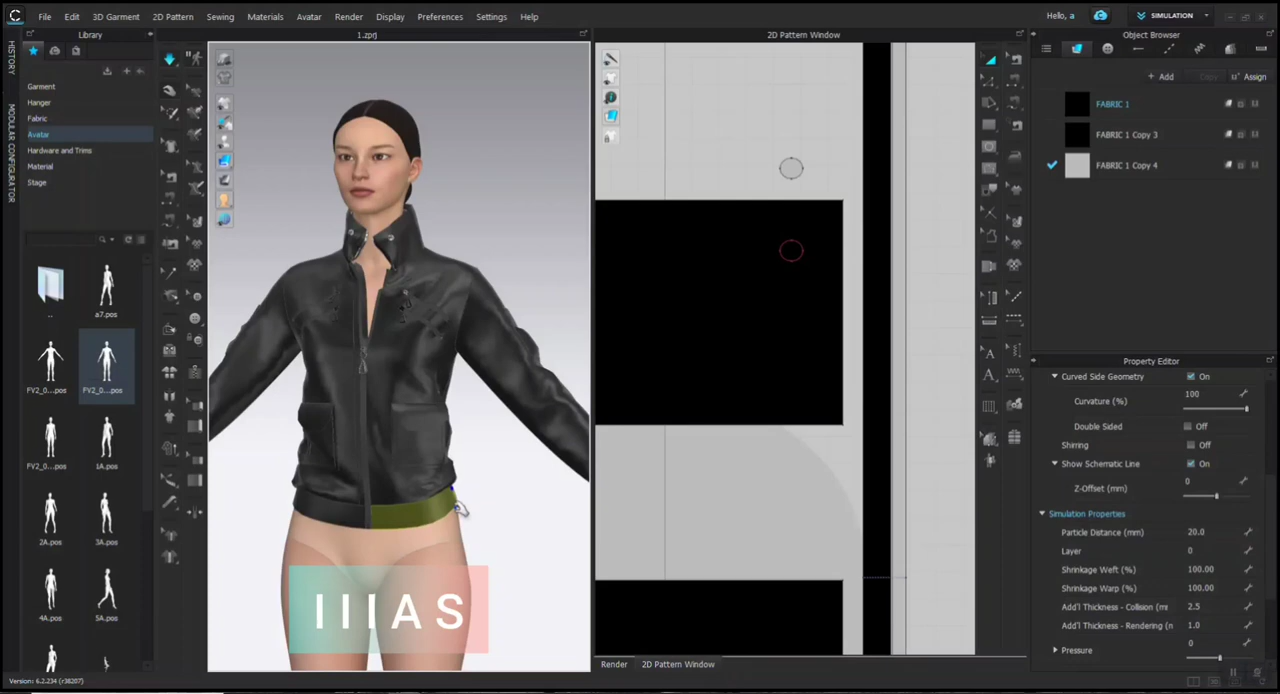 File Edit 3D Garment 2D Pattern Sewing Materials Avatar Render Display Preferences Settings Help
Hello, a
SIMULATION
HISTORY
MODULAR CONFIGURATOR
Library
Garment
Hanger
Fabric
Avatar
Hardware and Trims
Material
Stage
..
a7.pos
FV2_0...pos
FV2_0...pos
FV2_0...pos
1A.pos
2A.pos
3A.pos
4A.pos
5A.pos
Version: 6.2.234 (r38207)
1.zprj
IIIAS
2D Pattern Window
Render
2D Pattern Window
Object Browser
+ Add
Copy
Assign
FABRIC 1
FABRIC 1 Copy 3
FABRIC 1 Copy 4
Property Editor
Curved Side Geometry On
Curvature (%) 100
Double Sided Off
Shirring Off
Show Schematic Line On
Z-Offset (mm) 0
Simulation Properties
Particle Distance (mm) 20.0
Layer 0
Shrinkage Weft (%) 100.00
Shrinkage Warp (%) 100.00
Add'l Thickness - Collision (mr 2.5
Add'l Thickness - Rendering (n 1.0
Pressure 0